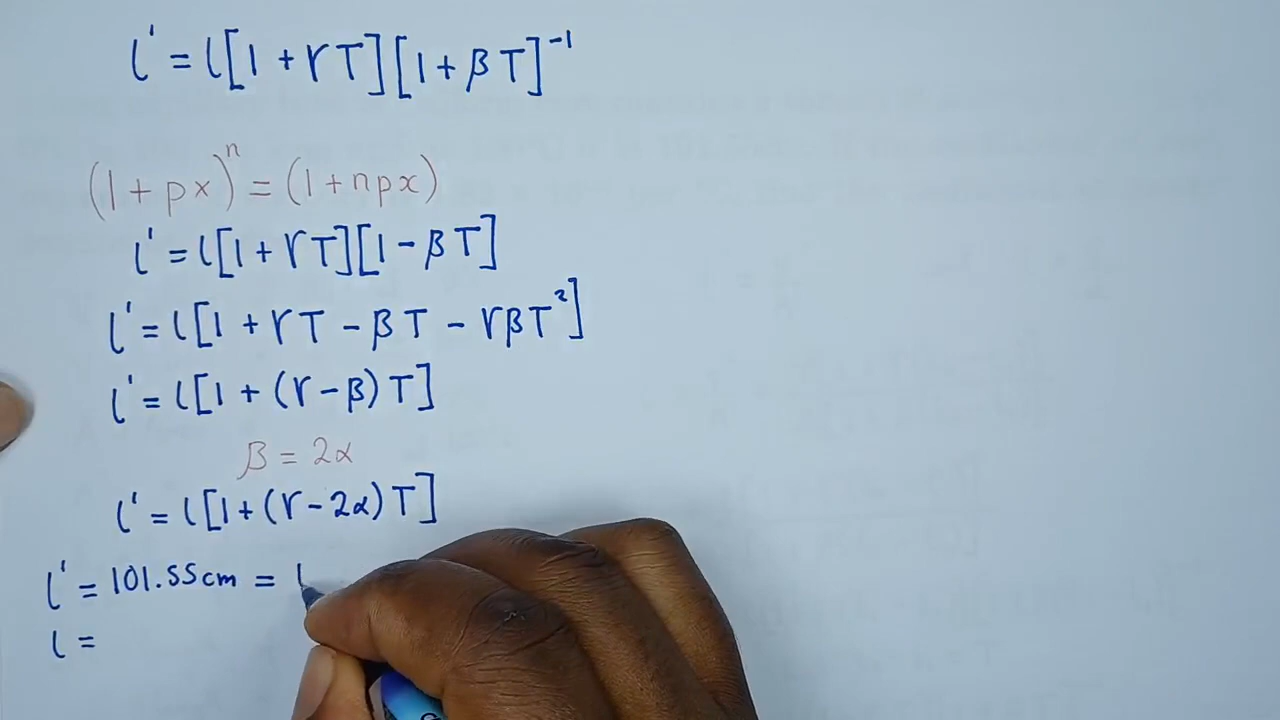 l' = l[1 + γT][1 + βT]⁻¹
(1 + px)ⁿ = (1 + npx)
l' = l[1 + γT][1 - βT]
l' = l[1 + γT - βT - γβT²]
l' = l[1 + (γ - β)T]
β = 2α
l' = l[1 + (γ - 2α)T]
l' = 101.55cm = 1
l =